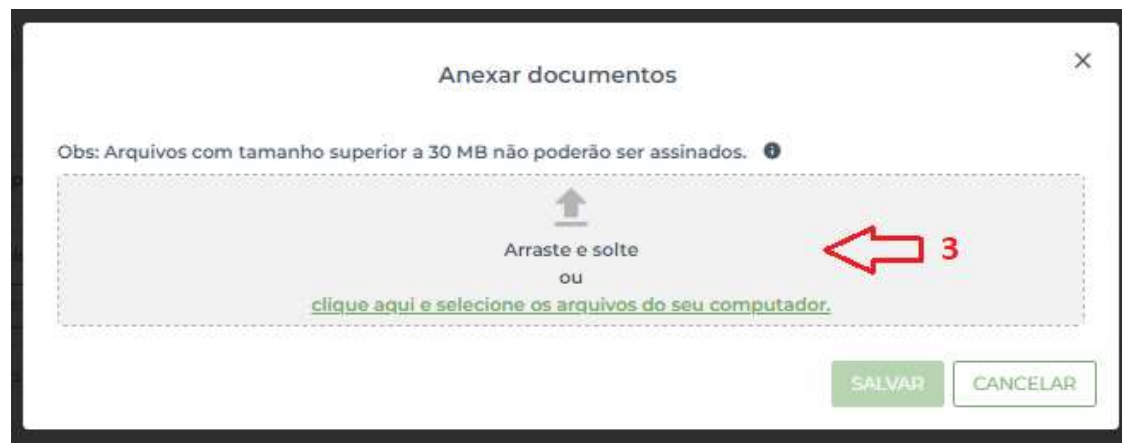 Anexar documentos
Obs: Arquivos com tamanho superior a 30 MB não poderão ser assinados.
Arraste e solte
3
ou
clique aqui e selecione os arquivos do seu computador.
SALVAR
CANCELAR